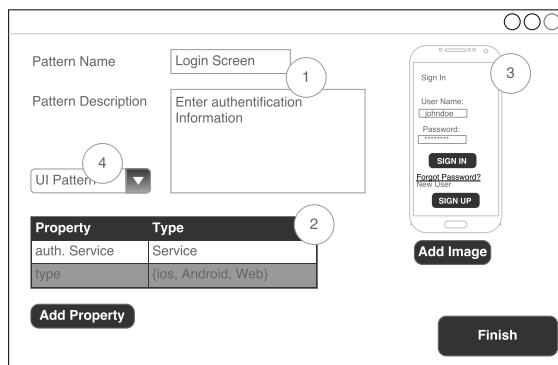 Pattern Name
Login Screen
1
Pattern Description
Enter authentification
Information
4
UI Pattern
Property
Type
2
auth. Service
Service
type
{ios, Android, Web}
Add Property
3
Sign In
User Name:
johndoe
Password:
********
SIGN IN
Forgot Password?
New User
SIGN UP
Add Image
Finish